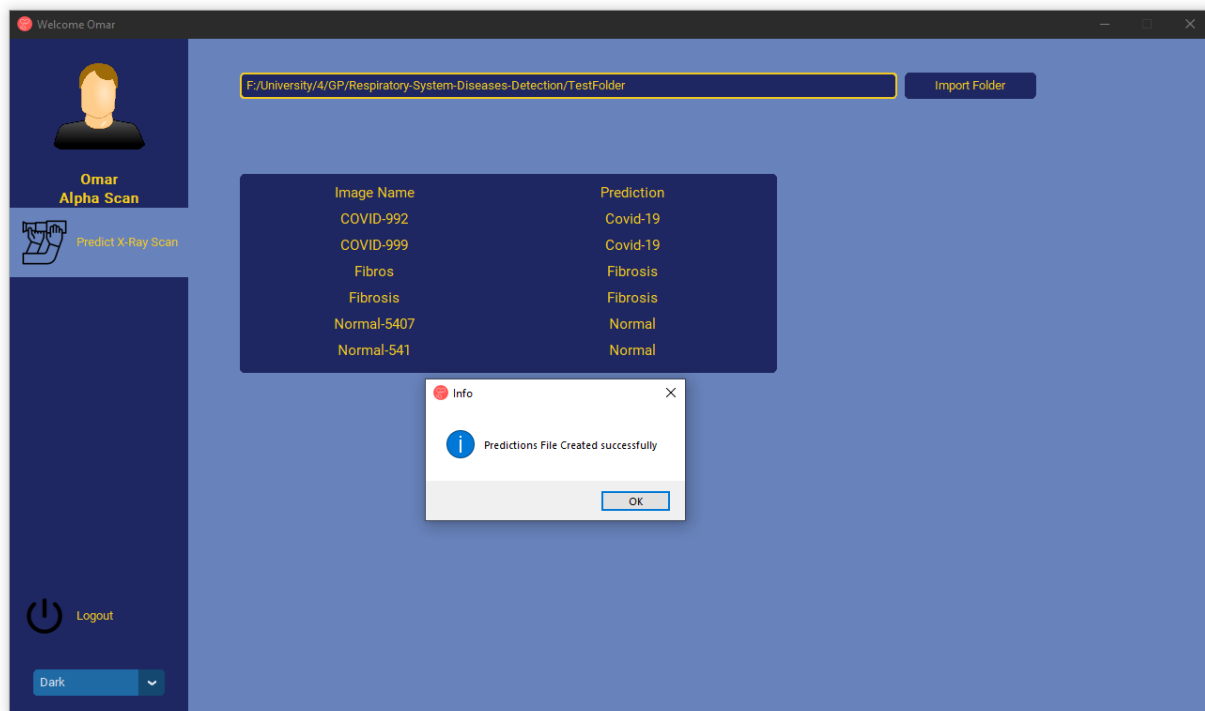 Welcome Omar
F:/University/4/GP/Respiratory-System-Diseases-Detection/TestFolder
Import Folder
Omar
Alpha Scan
Predict X-Ray Scan
Image Name Prediction
COVID-992 Covid-19
COVID-999 Covid-19
Fibros Fibrosis
Fibrosis Fibrosis
Normal-5407 Normal
Normal-541 Normal
Info
Predictions File Created successfully
OK
Logout
Dark